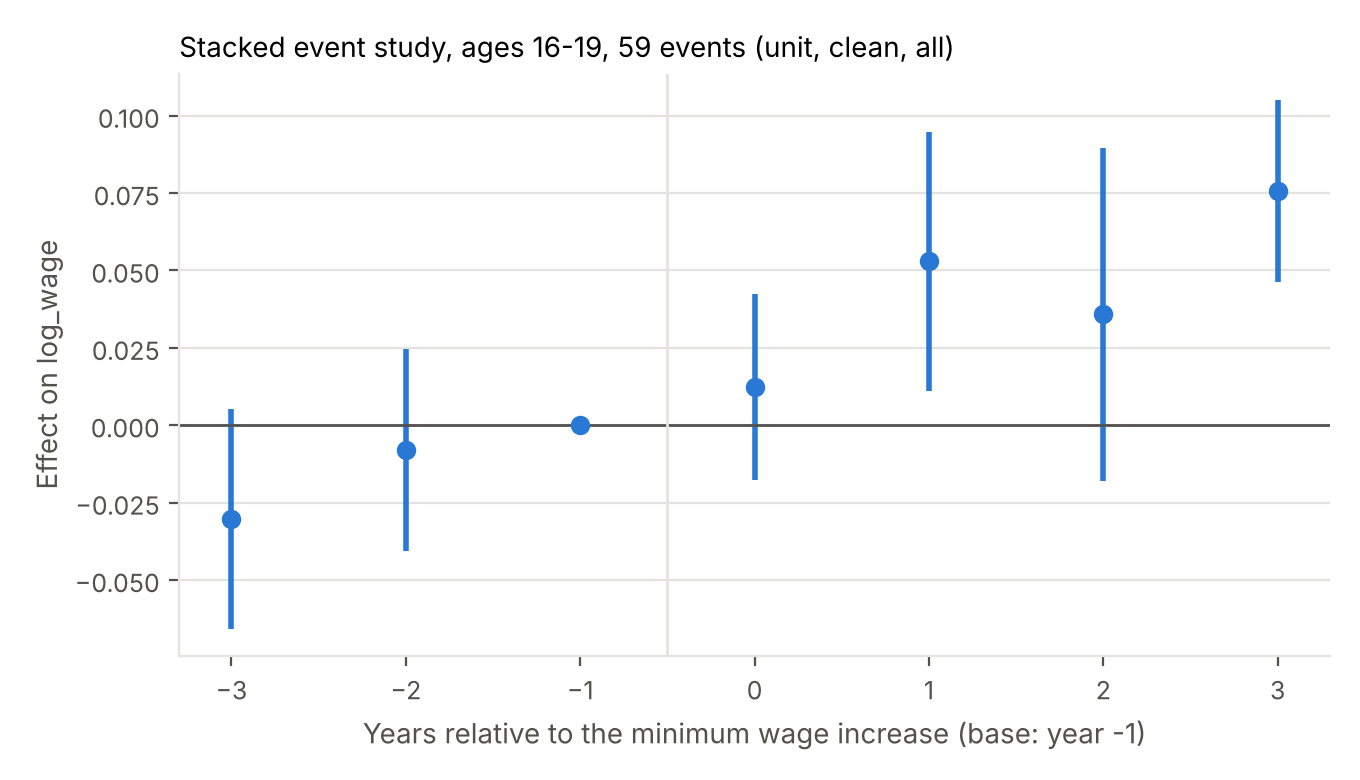 Stacked event study, ages 16-19, 59 events (unit, clean, all)
0.100
0.075
0.050
0.025
0.000
−0.025
−0.050
Effect on log_wage
−3 −2 −1 0 1 2 3
Years relative to the minimum wage increase (base: year -1)